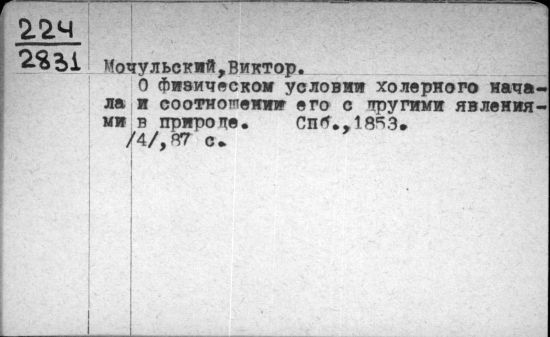 224
2831
Мочульский,Виктор.
О физическом условии холерного нача-
ла и соотношении его с другими явления-
ми в природе. Спб.,1853.
/4/,87 с.